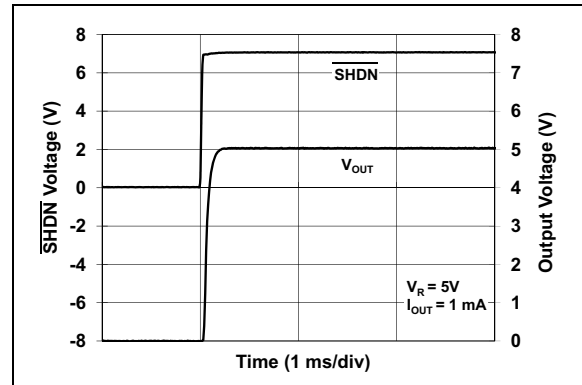 8
6
4
2
0
-2
-4
-6
-8
SHDN Voltage (V)
SHDN
VOUT
VR = 5V
IOUT = 1 mA
8
7
6
5
4
3
2
1
0
Output Voltage (V)
Time (1 ms/div)